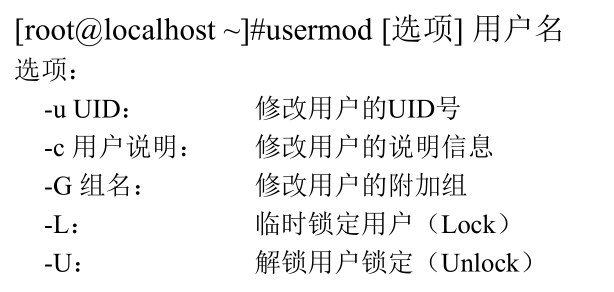 [root@localhost ~]#usermod [选项] 用户名
选项：
-u UID： 修改用户的UID号
-c 用户说明： 修改用户的说明信息
-G 组名： 修改用户的附加组
-L： 临时锁定用户（Lock）
-U： 解锁用户锁定（Unlock）